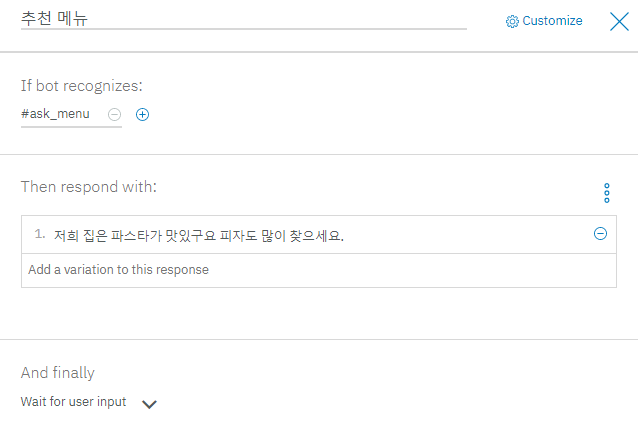 추천 메뉴
Customize
If bot recognizes:
#ask_menu
Then respond with:
1. 저희 집은 파스타가 맛있구요 피자도 많이 찾으세요.
Add a variation to this response
And finally
Wait for user input